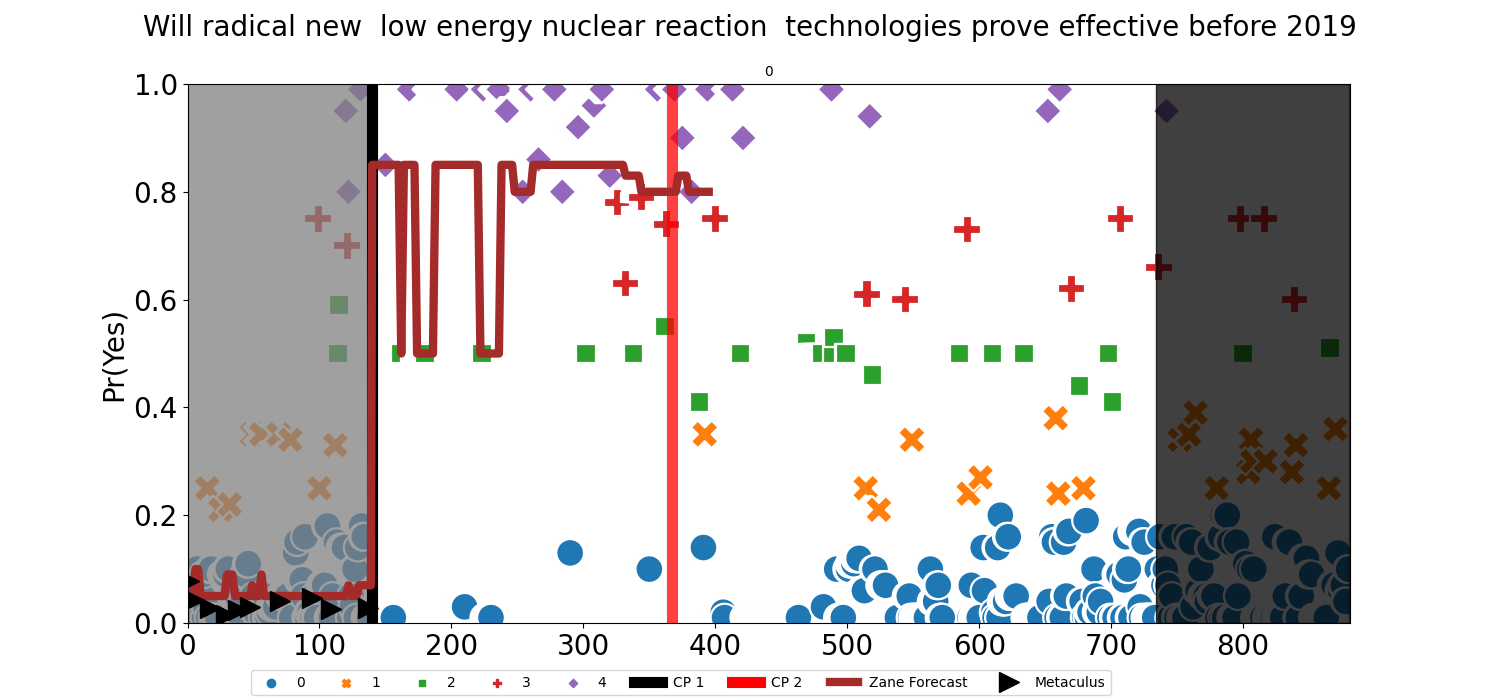 Will radical new  low energy nuclear reaction  technologies prove effective before 2019
0
1.0
0.8
0.6
0.4
0.2
0.0
Pr(Yes)
0 100 200 300 400 500 600 700 800
0 1 2 3 4 CP 1 CP 2 Zane Forecast Metaculus